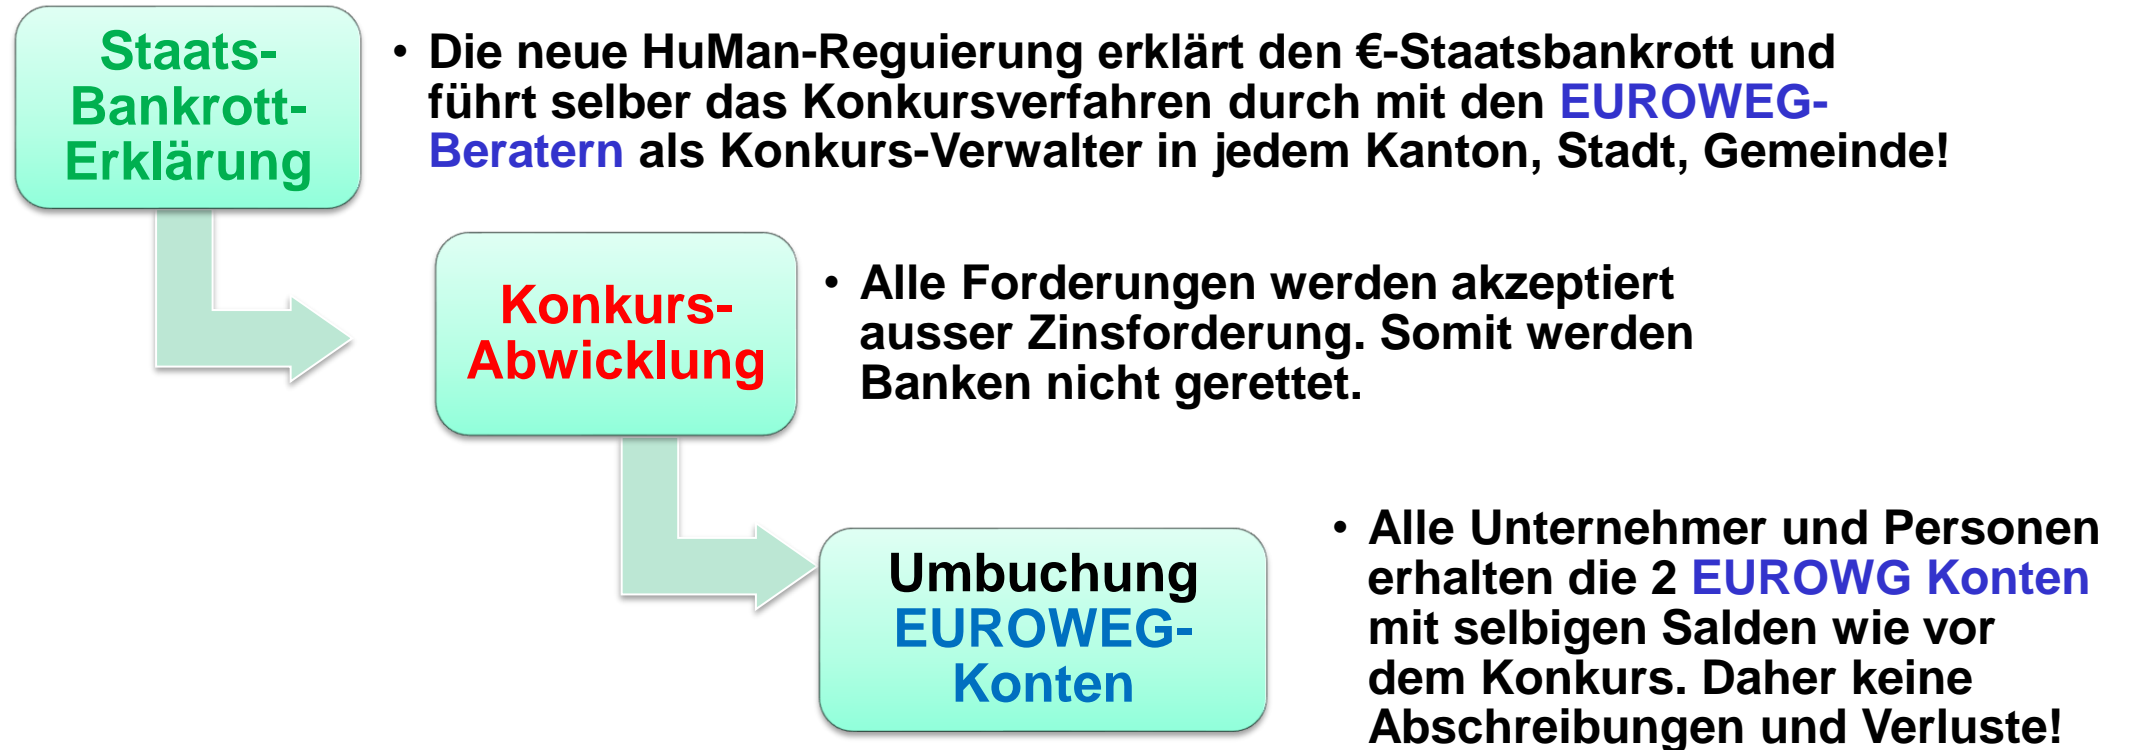 Staats-
Bankrott-
Erklärung
• Die neue HuMan-Reguierung erklärt den €-Staatsbankrott und
führt selber das Konkursverfahren durch mit den EUROWEG-
Beratern als Konkurs-Verwalter in jedem Kanton, Stadt, Gemeinde!
Konkurs-
Abwicklung
• Alle Forderungen werden akzeptiert
ausser Zinsforderung. Somit werden
Banken nicht gerettet.
Umbuchung
EUROWEG-
Konten
• Alle Unternehmer und Personen
erhalten die 2 EUROWG Konten
mit selbigen Salden wie vor
dem Konkurs. Daher keine
Abschreibungen und Verluste!